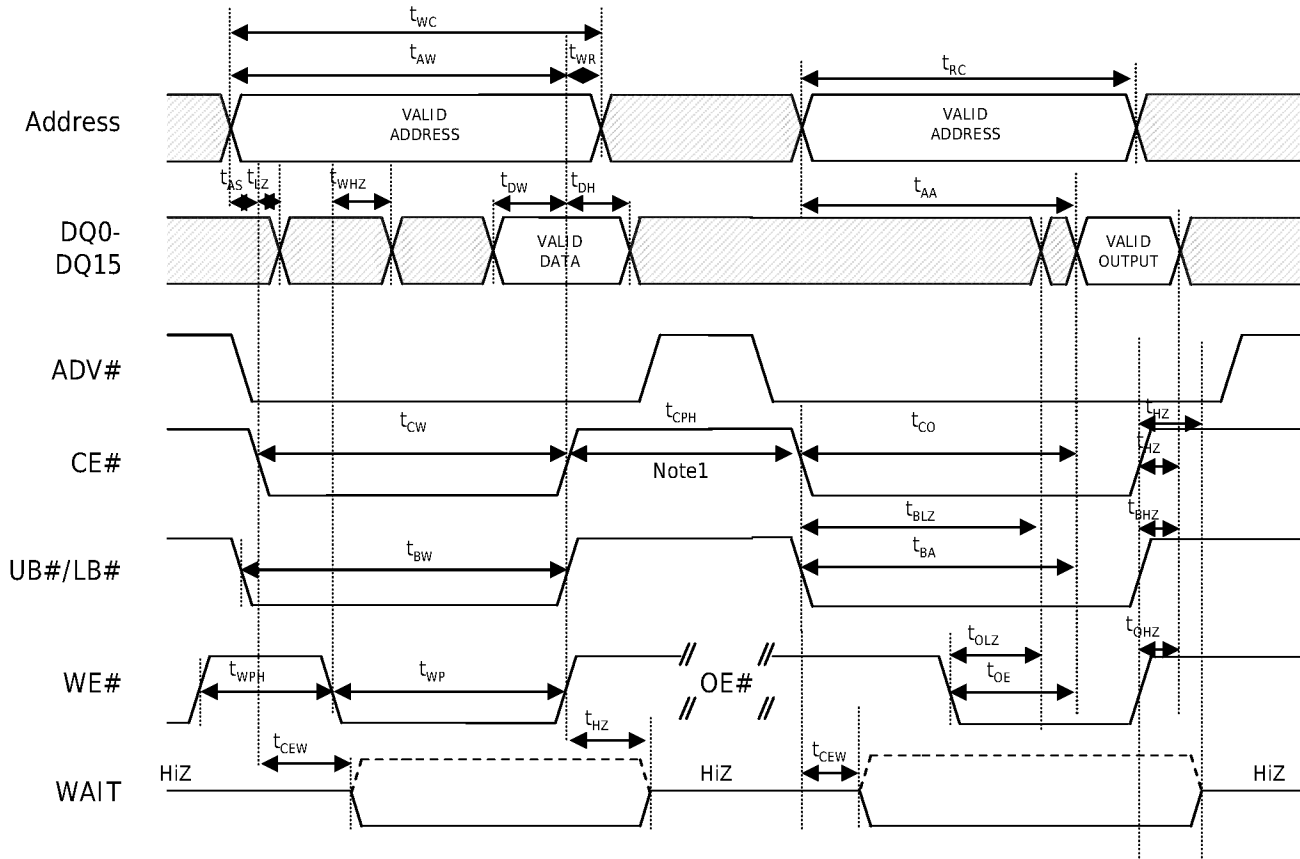 tWC
tAW
tWR
tRC
Address
VALID
ADDRESS
VALID
ADDRESS
tAS
tLZ
tWHZ
tDW
tDH
tAA
DQ0-
DQ15
VALID
DATA
VALID
OUTPUT
ADV#
tCW
tCPH
tCO
tHZ
CE#
Note1
tHZ
tBLZ
tBHZ
UB#/LB#
tBW
tBA
tOLZ
tOHZ
WE#
tWPH
tWP
OE#
tOE
tCEW
tHZ
tCEW
WAIT
HiZ
HiZ
HiZ